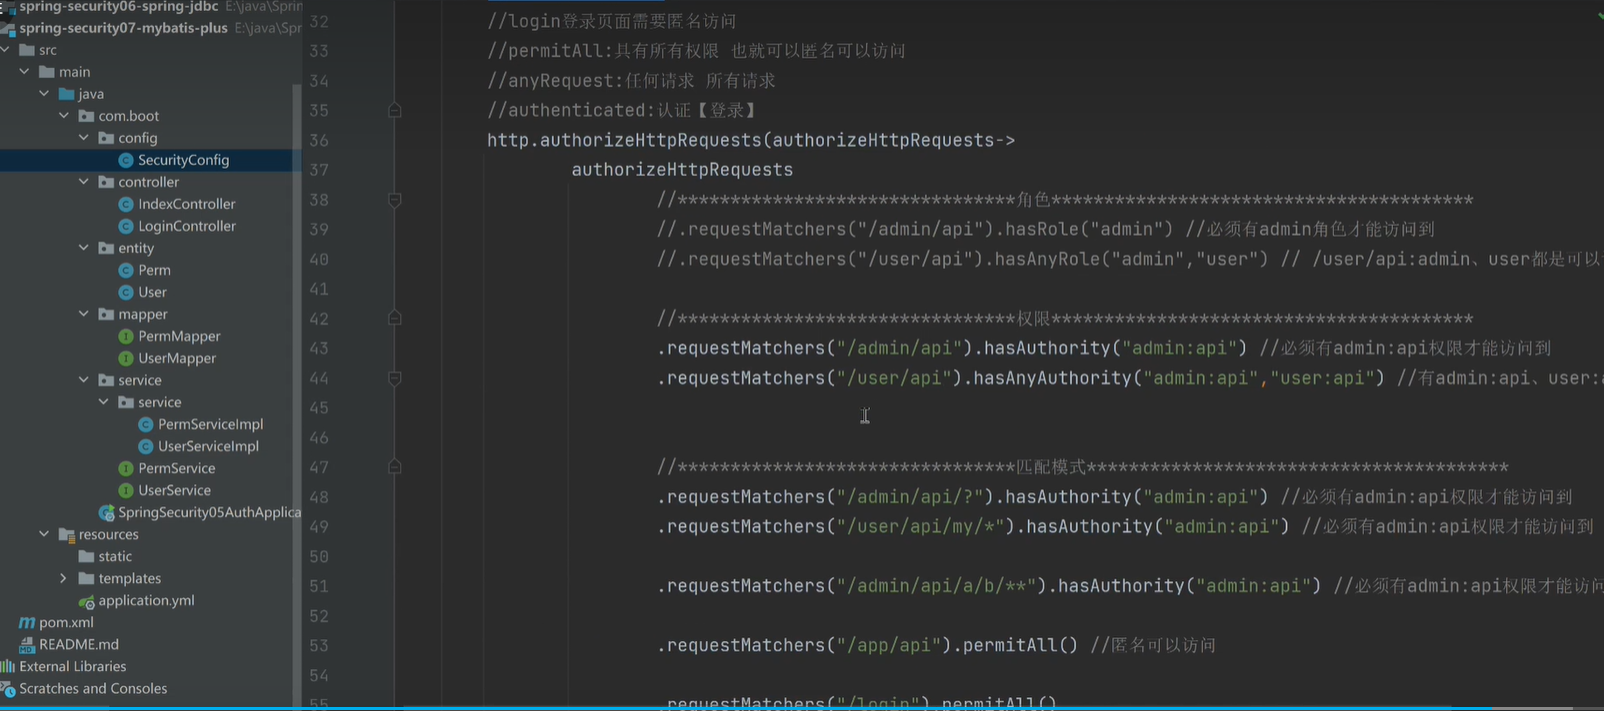 spring-security06-spring-jdbc E:\java\Sprin
spring-security07-mybatis-plus E:\java\Spr
src
main
java
com.boot
config
SecurityConfig
controller
IndexController
LoginController
entity
Perm
User
mapper
PermMapper
UserMapper
service
service
PermServiceImpl
UserServiceImpl
PermService
UserService
SpringSecurity05AuthApplica
resources
static
templates
application.yml
pom.xml
README.md
External Libraries
Scratches and Consoles
32 //login登录页面需要匿名访问
33 //permitAll:具有所有权限 也就可以匿名可以访问
34 //anyRequest:任何请求 所有请求
35 //authenticated:认证【登录】
36 http.authorizeHttpRequests(authorizeHttpRequests->
37 authorizeHttpRequests
38 //********************************角色****************************************
39 //.requestMatchers("/admin/api").hasRole("admin") //必须有admin角色才能访问到
40 //.requestMatchers("/user/api").hasAnyRole("admin","user") // /user/api:admin、user都是可以
41
42 //********************************权限****************************************
43 .requestMatchers("/admin/api").hasAuthority("admin:api") //必须有admin:api权限才能访问到
44 .requestMatchers("/user/api").hasAnyAuthority("admin:api","user:api") //有admin:api、user:a
45
46
47 //********************************匹配模式****************************************
48 .requestMatchers("/admin/api/?").hasAuthority("admin:api") //必须有admin:api权限才能访问到
49 .requestMatchers("/user/api/my/*").hasAuthority("admin:api") //必须有admin:api权限才能访问到
50
51 .requestMatchers("/admin/api/a/b/**").hasAuthority("admin:api") //必须有admin:api权限才能访问
52
53 .requestMatchers("/app/api").permitAll() //匿名可以访问
54
55 .requestMatchers("/login").permitAll()